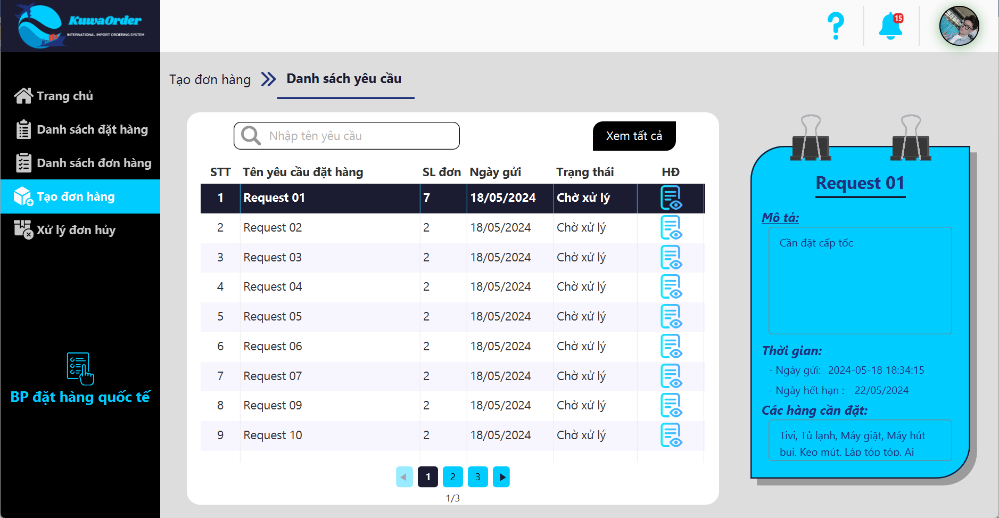 KuwaOrder
INTERNATIONAL IMPORT ORDERING SYSTEM
15
Trang chủ
Danh sách đặt hàng
Danh sách đơn hàng
Tạo đơn hàng
Xử lý đơn hủy
BP đặt hàng quốc tế
Tạo đơn hàng
Danh sách yêu cầu
Nhập tên yêu cầu
Xem tất cả
STT Tên yêu cầu đặt hàng SL đơn Ngày gửi Trạng thái HĐ
1 Request 01 7 18/05/2024 Chờ xử lý
2 Request 02 2 18/05/2024 Chờ xử lý
3 Request 03 2 18/05/2024 Chờ xử lý
4 Request 04 2 18/05/2024 Chờ xử lý
5 Request 05 2 18/05/2024 Chờ xử lý
6 Request 06 2 18/05/2024 Chờ xử lý
7 Request 07 2 18/05/2024 Chờ xử lý
8 Request 09 2 18/05/2024 Chờ xử lý
9 Request 10 2 18/05/2024 Chờ xử lý
1 2 3
1/3
Request 01
Mô tả:
Cần đặt cấp tốc
Thời gian:
- Ngày gửi: 2024-05-18 18:34:15
- Ngày hết hạn : 22/05/2024
Các hàng cần đặt:
Tivi, Tủ lạnh, Máy giặt, Máy hút
bụi, Keo mút, Láp tóp tóp, Ai